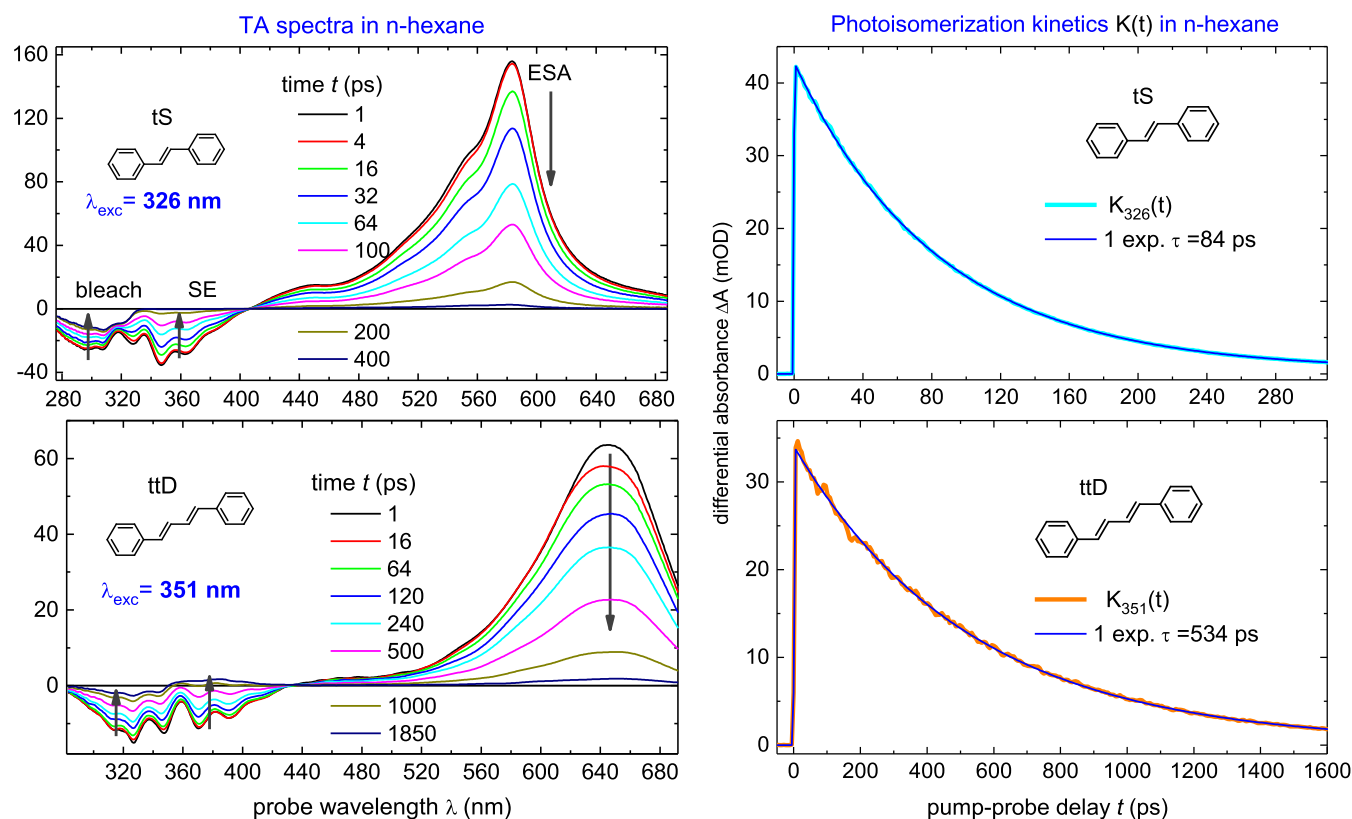 TA spectra in n-hexane
160
120
80
40
0
-40
280 320 360 400 440 480 520 560 600 640 680
tS
λexc= 326 nm
bleach
SE
time t (ps)
1
4
16
32
64
100
200
400
ESA
60
40
20
0
320 360 400 440 480 520 560 600 640 680
ttD
λexc= 351 nm
time t (ps)
1
16
64
120
240
500
1000
1850
probe wavelength λ (nm)
Photoisomerization kinetics K(t) in n-hexane
differential absorbance ΔA (mOD)
40
30
20
10
0
0 40 80 120 160 200 240 280
tS
K326(t)
1 exp. τ =84 ps
30
20
10
0
0 200 400 600 800 1000 1200 1400 1600
ttD
K351(t)
1 exp. τ =534 ps
pump-probe delay t (ps)